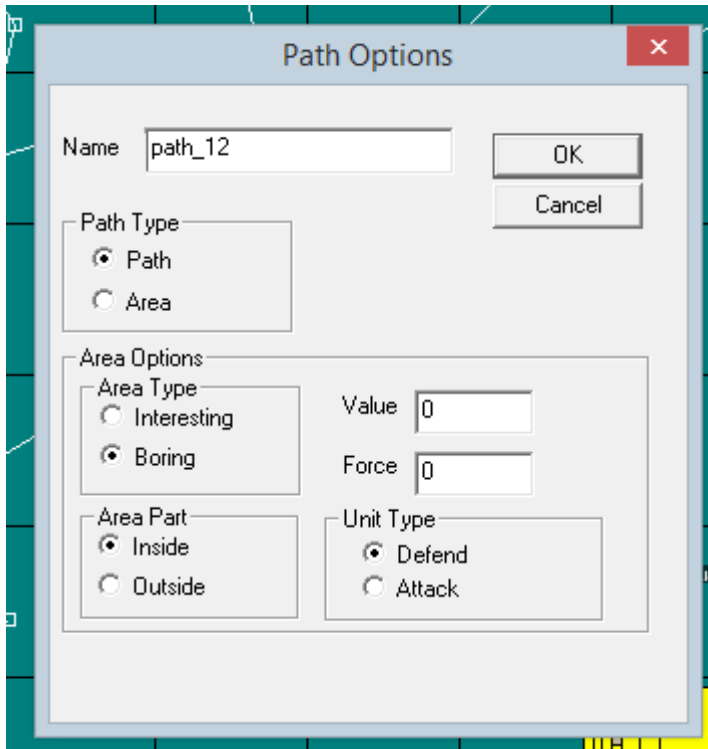 Path Options
Name path_12
OK
Cancel
Path Type
Path
Area
Area Options
Area Type
Interesting
Boring
Value 0
Force 0
Area Part
Inside
Outside
Unit Type
Defend
Attack